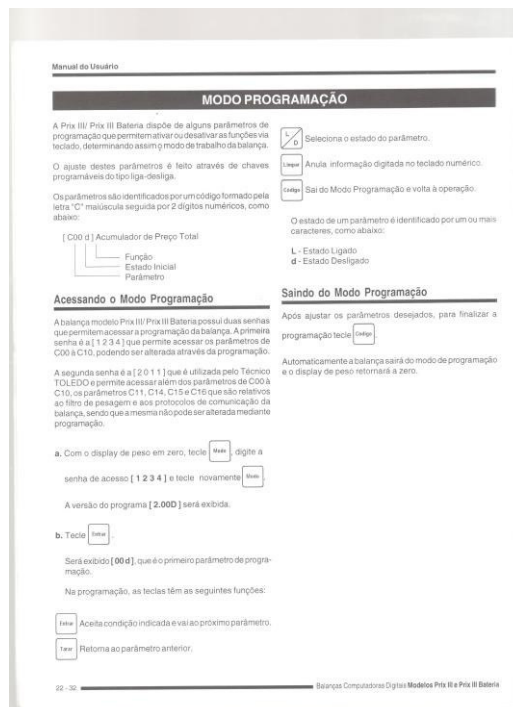 Manual do Usuário
MODO PROGRAMAÇÃO
A Prix III/ Prix III Bateria dispõe de alguns parâmetros de
programação que permitem ativar ou desativar as funções via
teclado, determinando assim o modo de trabalho da balança.
O ajuste destes parâmetros é feito através de chaves
programáveis do tipo liga-desliga.
Os parâmetros são identificados por um código formado pela
letra "C" maiúscula seguida por 2 dígitos numéricos, como
abaixo:
[ C00 d ] Acumulador de Preço Total
Função
Estado Inicial
Parâmetro
Acessando o Modo Programação
A balança modelo Prix III/ Prix III Bateria possui duas senhas
que permitem acessar a programação da balança. A primeira
senha é a [ 1 2 3 4 ] que permite acessar os parâmetros de
C00 à C10, podendo ser alterada através da programação.
A segunda senha é a [ 2 0 1 1 ] que é utilizada pelo Técnico
TOLEDO e permite acessar além dos parâmetros de C00 à
C10, os parâmetros C11, C14, C15 e C16 que são relativos
ao filtro de pesagem e aos protocolos de comunicação da
balança, sendo que a mesma não pode ser alterada mediante
programação.
a. Com o display de peso em zero, tecle Modo , digite a
senha de acesso [ 1 2 3 4 ] e tecle novamente Modo .
A versão do programa [ 2.00D ] será exibida.
b. Tecle Entrar .
Será exibido [ 00 d ], que é o primeiro parâmetro de progra-
mação.
Na programação, as teclas têm as seguintes funções:
Entrar Aceita condição indicada e vai ao próximo parâmetro.
Tarar Retorna ao parâmetro anterior.
L/D Seleciona o estado do parâmetro.
Limpar Anula informação digitada no teclado numérico.
Código Sai do Modo Programação e volta à operação.
O estado de um parâmetro é identificado por um ou mais
caracteres, como abaixo:
L - Estado Ligado
d - Estado Desligado
Saindo do Modo Programação
Após ajustar os parâmetros desejados, para finalizar a
programação tecle Código .
Automaticamente a balança sairá do modo de programação
e o display de peso retornará a zero.
22 - 32
Balanças Computadoras Digitais Modelos Prix III e Prix III Bateria